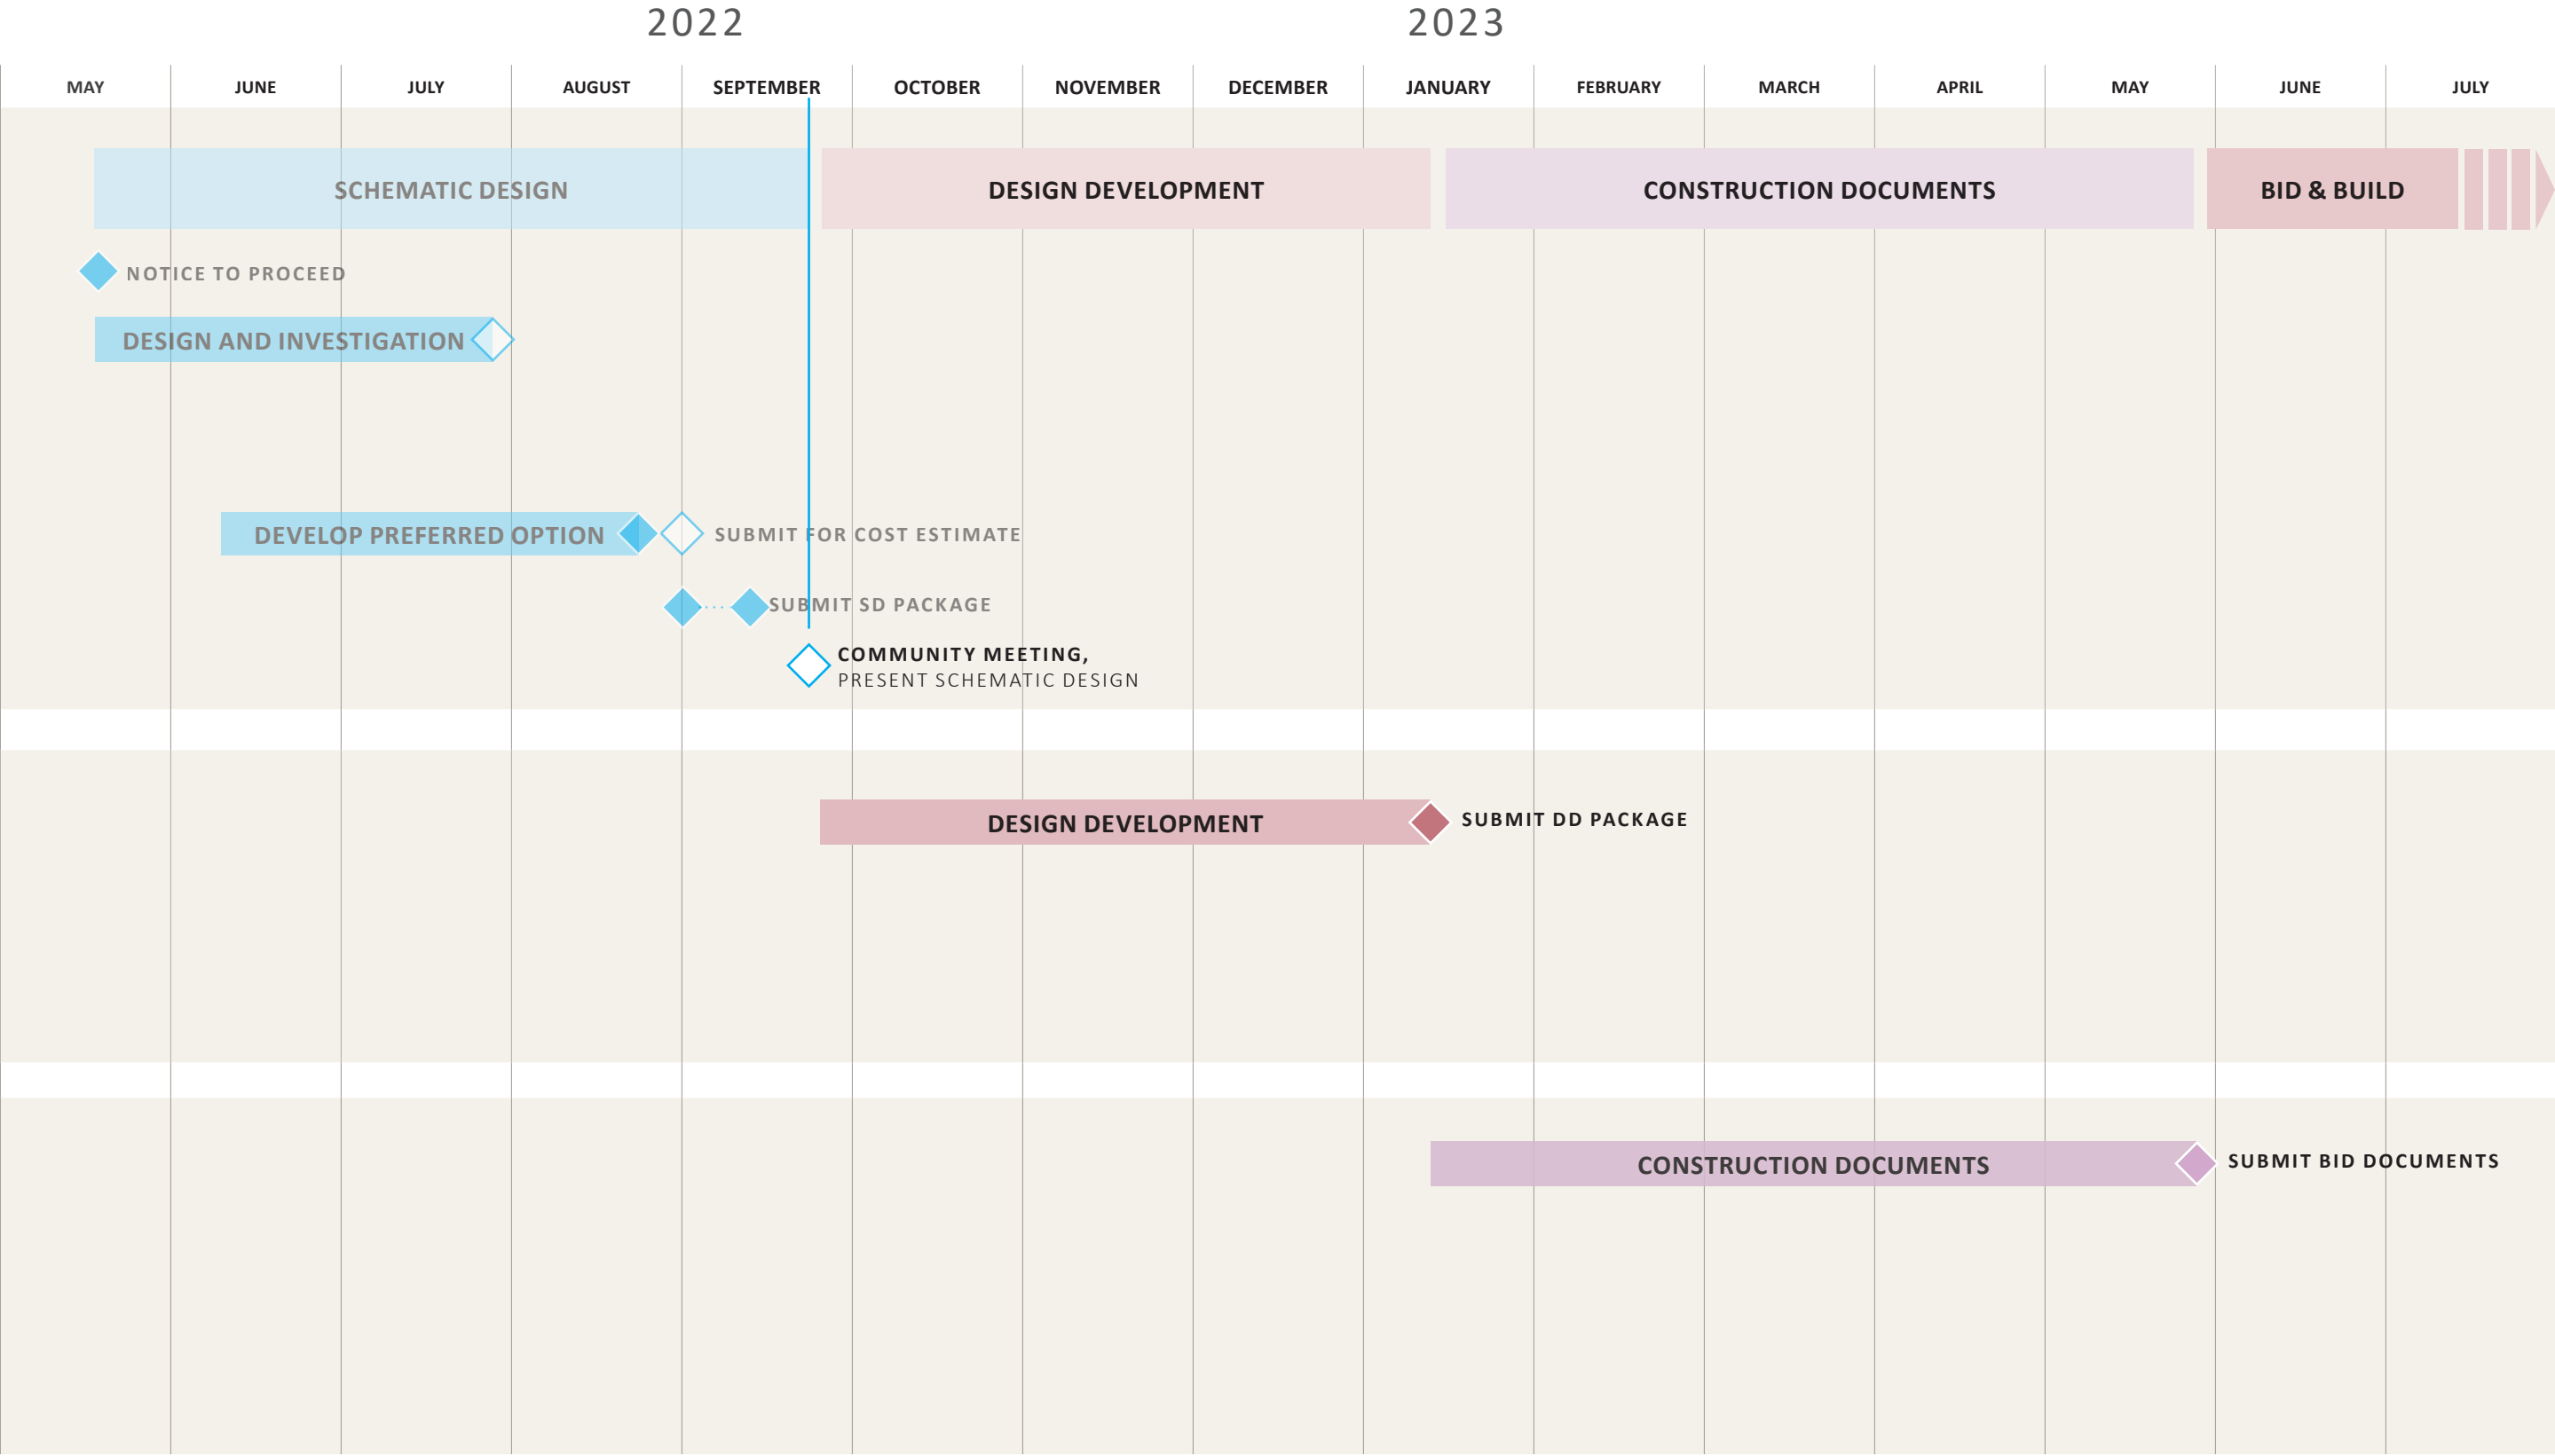 2022 2023
MAY JUNE JULY AUGUST SEPTEMBER OCTOBER NOVEMBER DECEMBER JANUARY FEBRUARY MARCH APRIL MAY JUNE JULY
SCHEMATIC DESIGN DESIGN DEVELOPMENT CONSTRUCTION DOCUMENTS BID & BUILD
NOTICE TO PROCEED
DESIGN AND INVESTIGATION
DEVELOP PREFERRED OPTION SUBMIT FOR COST ESTIMATE
SUBMIT SD PACKAGE
COMMUNITY MEETING,
PRESENT SCHEMATIC DESIGN
DESIGN DEVELOPMENT SUBMIT DD PACKAGE
CONSTRUCTION DOCUMENTS SUBMIT BID DOCUMENTS